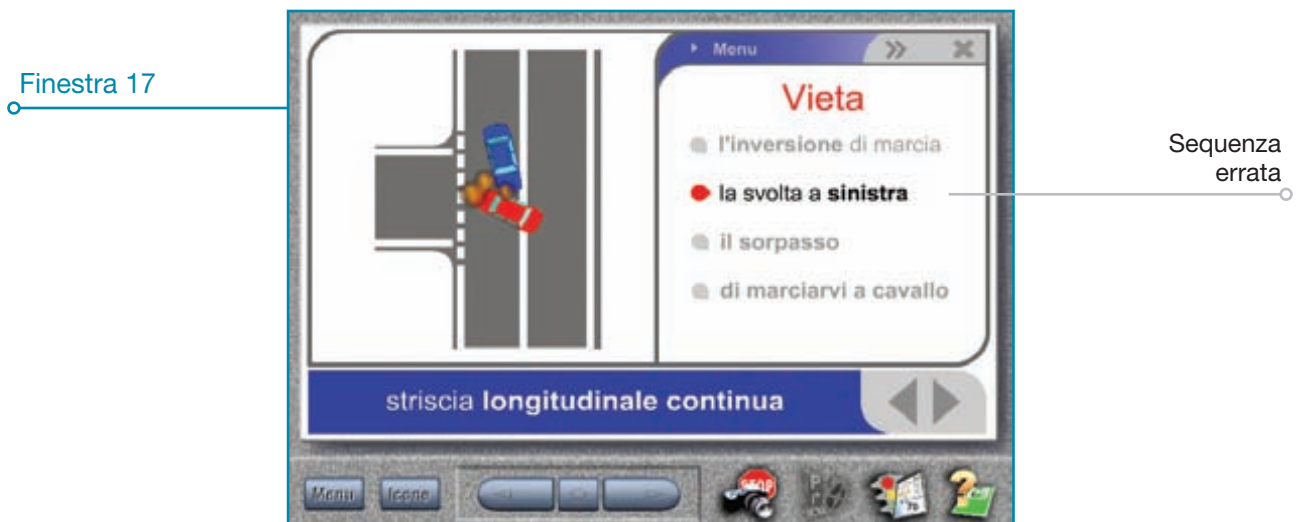 Finestra 17
Menu
Vieta
l'inversione di marcia
la svolta a sinistra
il sorpasso
di marciarvi a cavallo
Sequenza
errata
striscia longitudinale continua
Menu
Icone
STOP